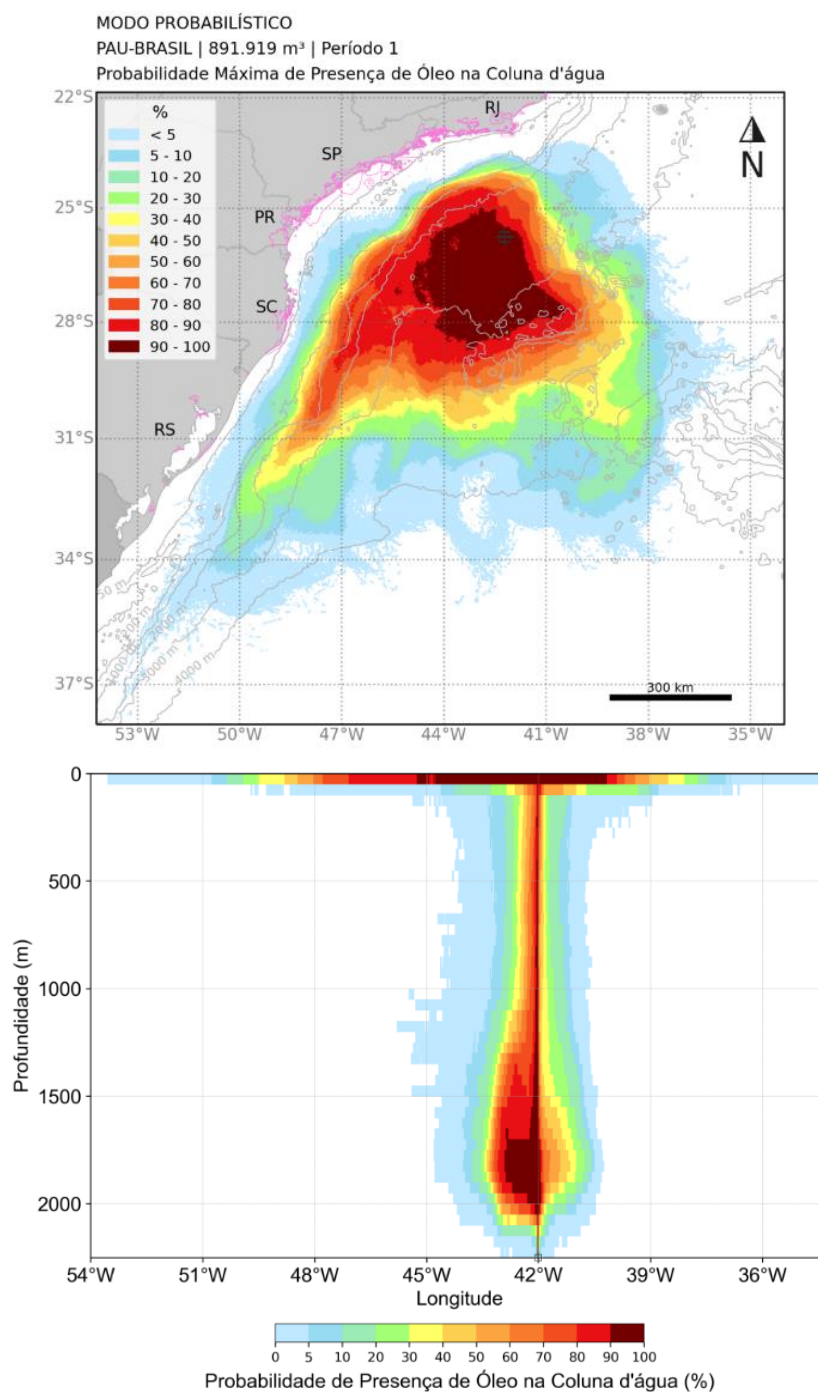 MODO PROBABILÍSTICO
PAU-BRASIL | 891.919 m³ | Período 1
Probabilidade Máxima de Presença de Óleo na Coluna d'água
22°S
25°S
28°S
31°S
34°S
37°S
%
< 5
5 - 10
10 - 20
20 - 30
30 - 40
40 - 50
50 - 60
60 - 70
70 - 80
80 - 90
90 - 100
RJ
SP
PR
SC
RS
N
50 m
1000 m
3000 m
4000 m
300 km
53°W 50°W 47°W 44°W 41°W 38°W 35°W
Profundidade (m)
0
500
1000
1500
2000
54°W 51°W 48°W 45°W 42°W 39°W 36°W
Longitude
0 5 10 20 30 40 50 60 70 80 90 100
Probabilidade de Presença de Óleo na Coluna d'água (%)